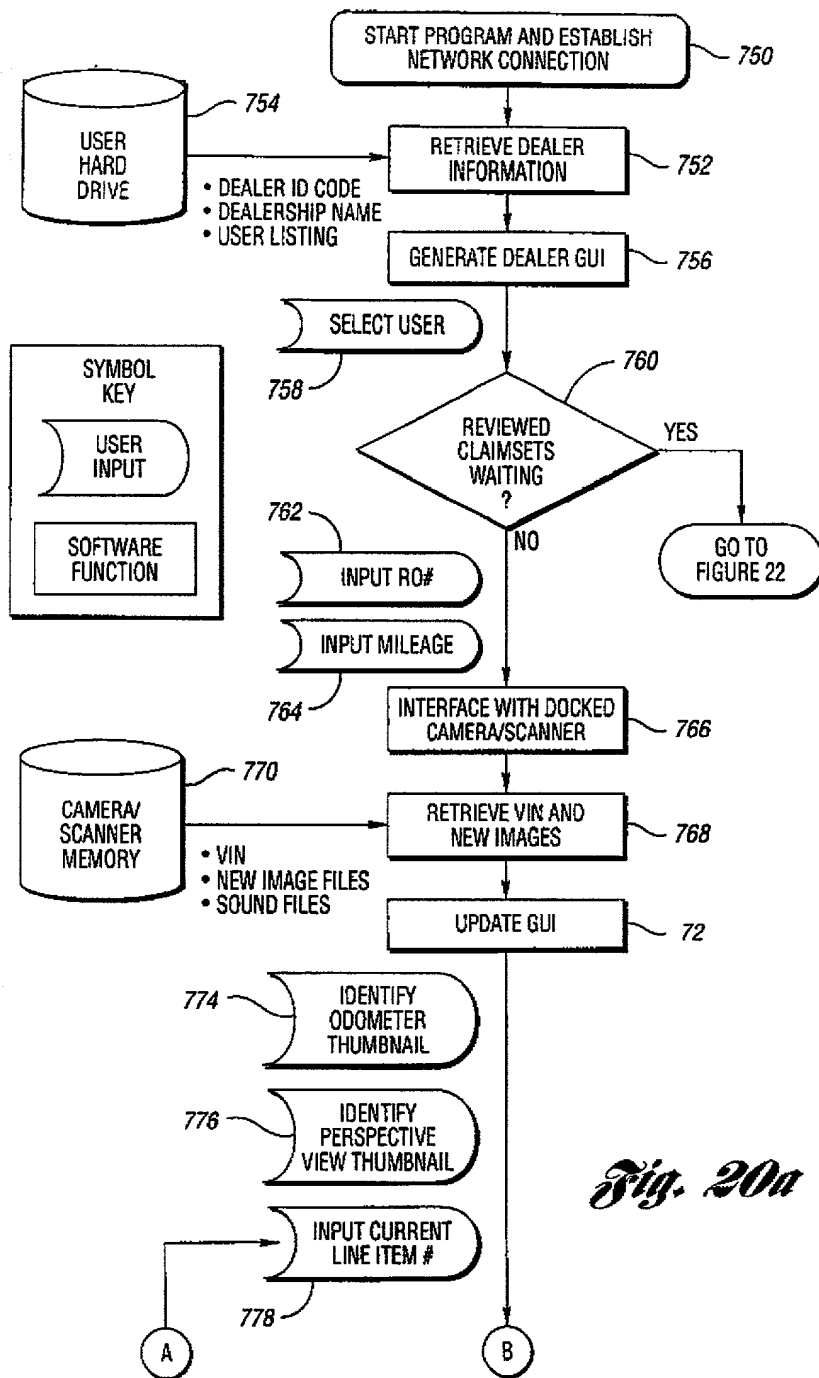 START PROGRAM AND ESTABLISH
NETWORK CONNECTION
750
754
USER
HARD
DRIVE
RETRIEVE DEALER
INFORMATION
752
• DEALER ID CODE
• DEALERSHIP NAME
• USER LISTING
GENERATE DEALER GUI
756
SELECT USER
758
760
SYMBOL
KEY
USER
INPUT
SOFTWARE
FUNCTION
REVIEWED
CLAIMSETS
WAITING
?
YES
NO
GO TO
FIGURE 22
762
INPUT RO#
INPUT MILEAGE
764
INTERFACE WITH DOCKED
CAMERA/SCANNER
766
770
CAMERA/
SCANNER
MEMORY
RETRIEVE VIN AND
NEW IMAGES
768
• VIN
• NEW IMAGE FILES
• SOUND FILES
UPDATE GUI
72
774
IDENTIFY
ODOMETER
THUMBNAIL
776
IDENTIFY
PERSPECTIVE
VIEW THUMBNAIL
Fig. 20a
INPUT CURRENT
LINE ITEM #
778
A
B